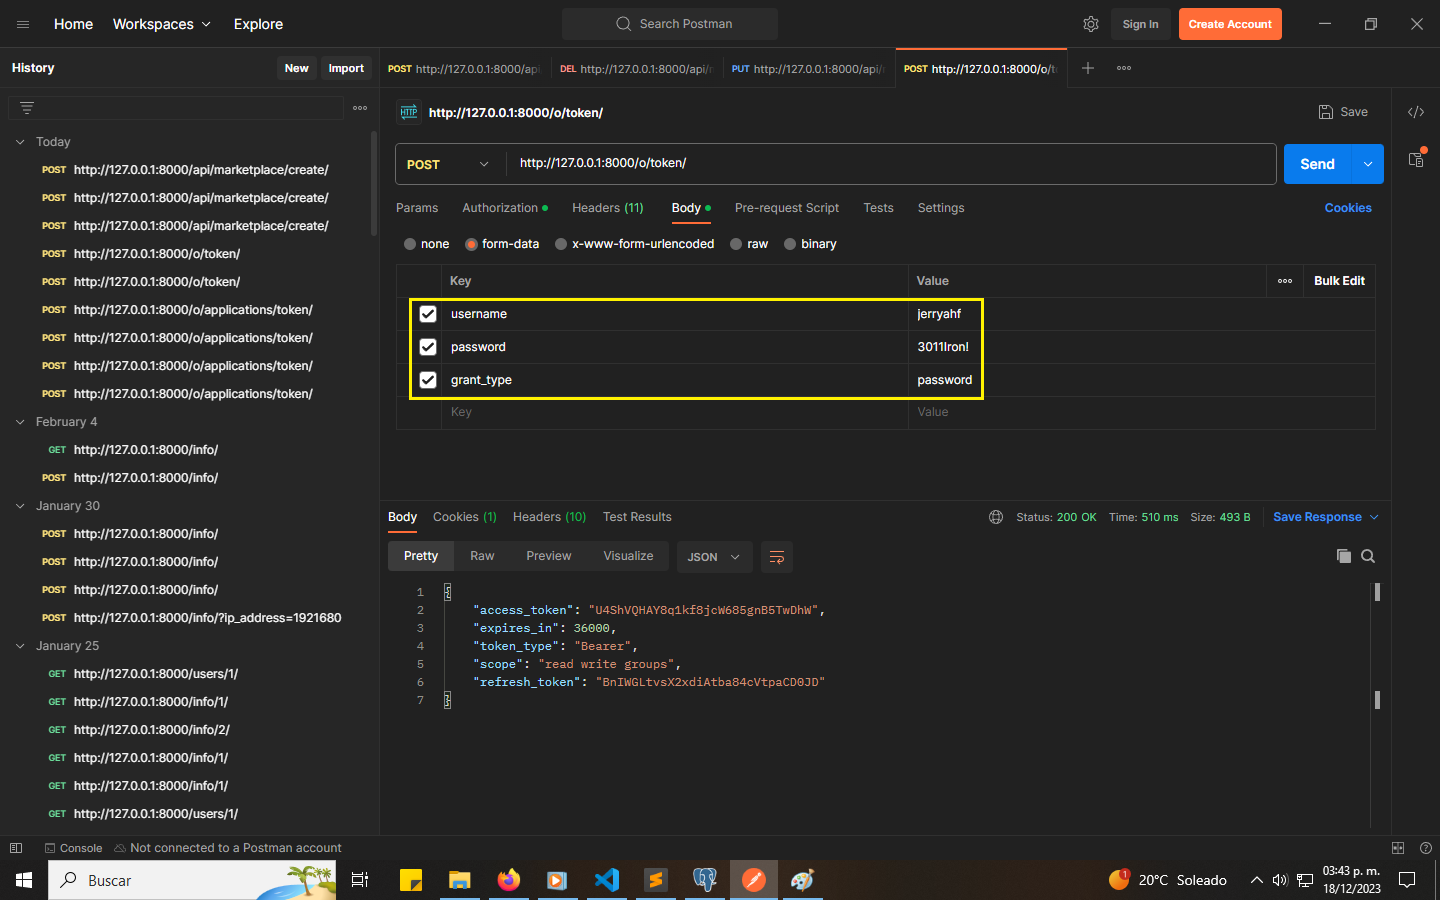 Home Workspaces Explore Search Postman Sign In Create Account
History New Import
POST http://127.0.0.1:8000/api DEL http://127.0.0.1:8000/api/ PUT http://127.0.0.1:8000/api/ POST http://127.0.0.1:8000/o/t
HTTP http://127.0.0.1:8000/o/token/ Save
POST http://127.0.0.1:8000/o/token/ Send
Params Authorization Headers (11) Body Pre-request Script Tests Settings Cookies
none form-data x-www-form-urlencoded raw binary
Key Value Bulk Edit
username jerryahf
password 3011Iron!
grant_type password
Key Value
Today
POST http://127.0.0.1:8000/api/marketplace/create/
POST http://127.0.0.1:8000/api/marketplace/create/
POST http://127.0.0.1:8000/api/marketplace/create/
POST http://127.0.0.1:8000/o/token/
POST http://127.0.0.1:8000/o/token/
POST http://127.0.0.1:8000/o/applications/token/
POST http://127.0.0.1:8000/o/applications/token/
POST http://127.0.0.1:8000/o/applications/token/
POST http://127.0.0.1:8000/o/applications/token/
February 4
GET http://127.0.0.1:8000/info/
POST http://127.0.0.1:8000/info/
January 30
POST http://127.0.0.1:8000/info/
POST http://127.0.0.1:8000/info/
POST http://127.0.0.1:8000/info/
POST http://127.0.0.1:8000/info/?ip_address=1921680
January 25
GET http://127.0.0.1:8000/users/1/
GET http://127.0.0.1:8000/info/1/
GET http://127.0.0.1:8000/info/2/
GET http://127.0.0.1:8000/info/1/
GET http://127.0.0.1:8000/info/1/
GET http://127.0.0.1:8000/users/1/
Body Cookies (1) Headers (10) Test Results Status: 200 OK Time: 510 ms Size: 493 B Save Response
Pretty Raw Preview Visualize JSON
1 {
2 "access_token": "U4ShVQHAY8q1kf8jcW685gnB5TwDhW",
3 "expires_in": 36000,
4 "token_type": "Bearer",
5 "scope": "read write groups",
6 "refresh_token": "BnIWGLtvsX2xdiAtba84cVtpaCD0JD"
7 }
Console Not connected to a Postman account
Buscar 1 20°C Soleado 03:43 p. m.
18/12/2023